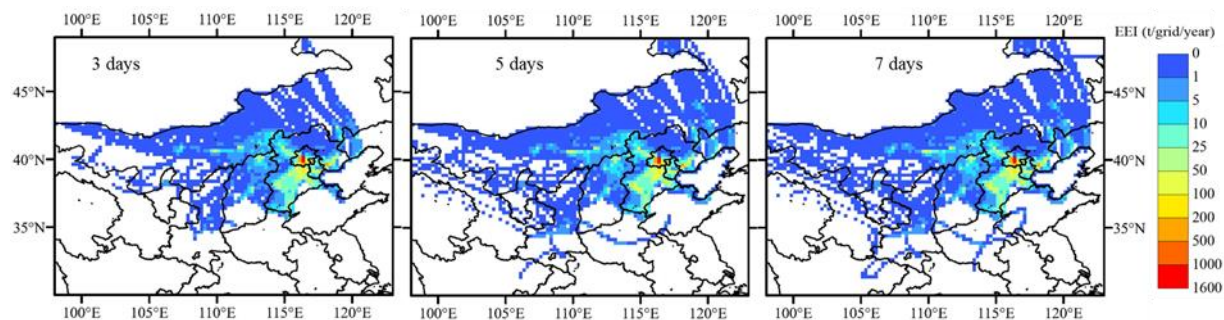 100°E 105°E 110°E 115°E 120°E 100°E 105°E 110°E 115°E 120°E 100°E 105°E 110°E 115°E 120°E
EEI (t/grid/year)
3 days 5 days 7 days
45°N 45°N
40°N 40°N
35°N 35°N
0
1
5
10
25
50
100
200
500
1000
1600
100°E 105°E 110°E 115°E 120°E 100°E 105°E 110°E 115°E 120°E 100°E 105°E 110°E 115°E 120°E